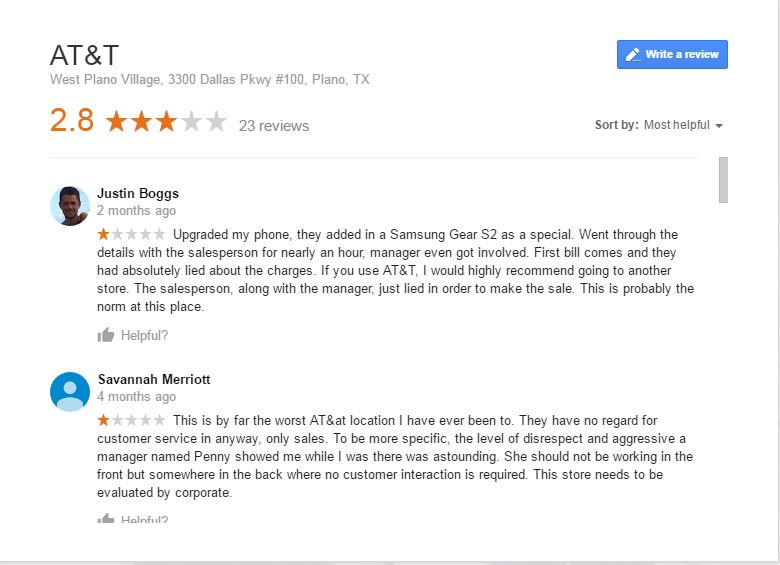 AT&T
Write a review
West Plano Village, 3300 Dallas Pkwy #100, Plano, TX
2.8 23 reviews
Sort by: Most helpful
Justin Boggs
2 months ago
Upgraded my phone, they added in a Samsung Gear S2 as a special. Went through the
details with the salesperson for nearly an hour, manager even got involved. First bill comes and they
had absolutely lied about the charges. If you use AT&T, I would highly recommend going to another
store. The salesperson, along with the manager, just lied in order to make the sale. This is probably the
norm at this place.
Helpful?
Savannah Merriott
4 months ago
This is by far the worst AT&at location I have ever been to. They have no regard for
customer service in anyway, only sales. To be more specific, the level of disrespect and aggressive a
manager named Penny showed me while I was there was astounding. She should not be working in the
front but somewhere in the back where no customer interaction is required. This store needs to be
evaluated by corporate.
Helpful?